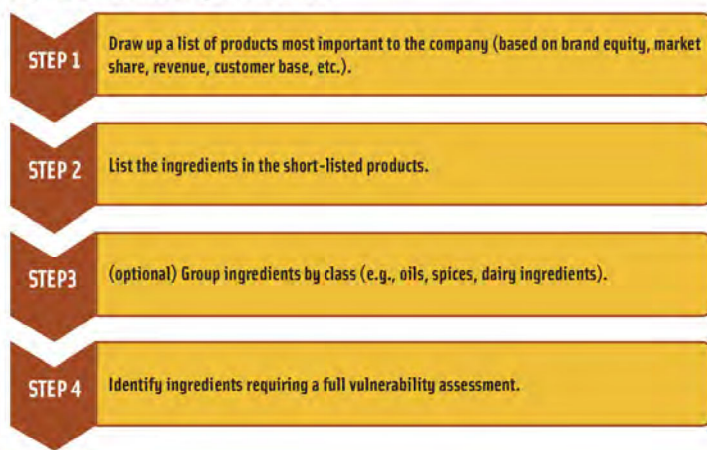 STEP 1
Draw up a list of products most important to the company (based on brand equity, market
share, revenue, customer base, etc.).
STEP 2
List the ingredients in the short-listed products.
STEP3
(optional) Group ingredients by class (e.g., oils, spices, dairy ingredients).
STEP 4
Identify ingredients requiring a full vulnerability assessment.